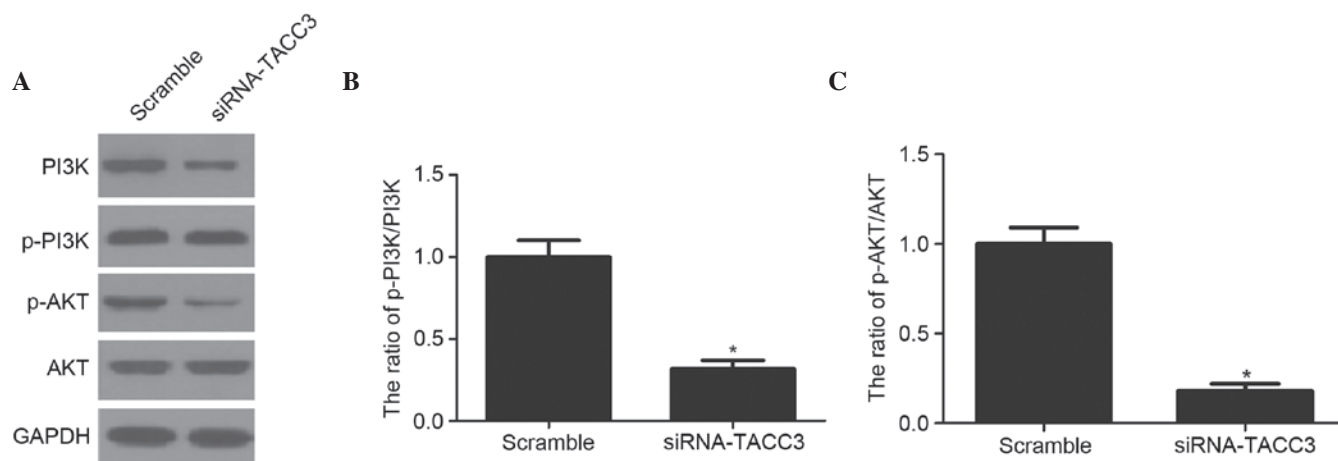 A
Scramble
siRNA-TACC3
PI3K
p-PI3K
p-AKT
AKT
GAPDH
B
The ratio of p-PI3K/PI3K
1.5
1.0
0.5
0.0
*
Scramble
siRNA-TACC3
C
The ratio of p-AKT/AKT
1.5
1.0
0.5
0.0
*
Scramble
siRNA-TACC3